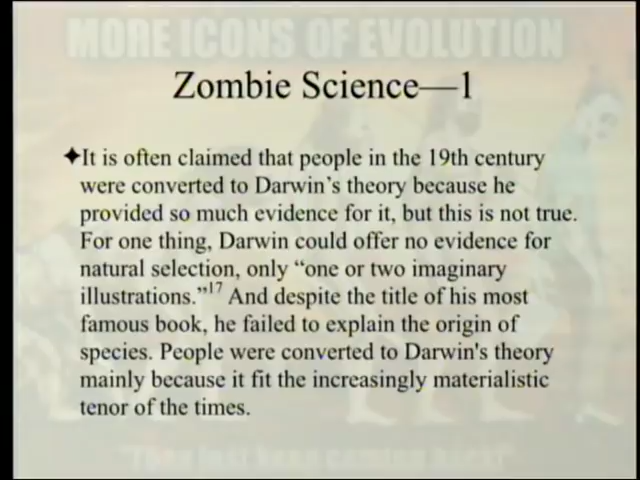 MORE ICONS OF EVOLUTION
Zombie Science—1
✦It is often claimed that people in the 19th century
were converted to Darwin’s theory because he
provided so much evidence for it, but this is not true.
For one thing, Darwin could offer no evidence for
natural selection, only “one or two imaginary
illustrations.”17 And despite the title of his most
famous book, he failed to explain the origin of
species. People were converted to Darwin's theory
mainly because it fit the increasingly materialistic
tenor of the times.